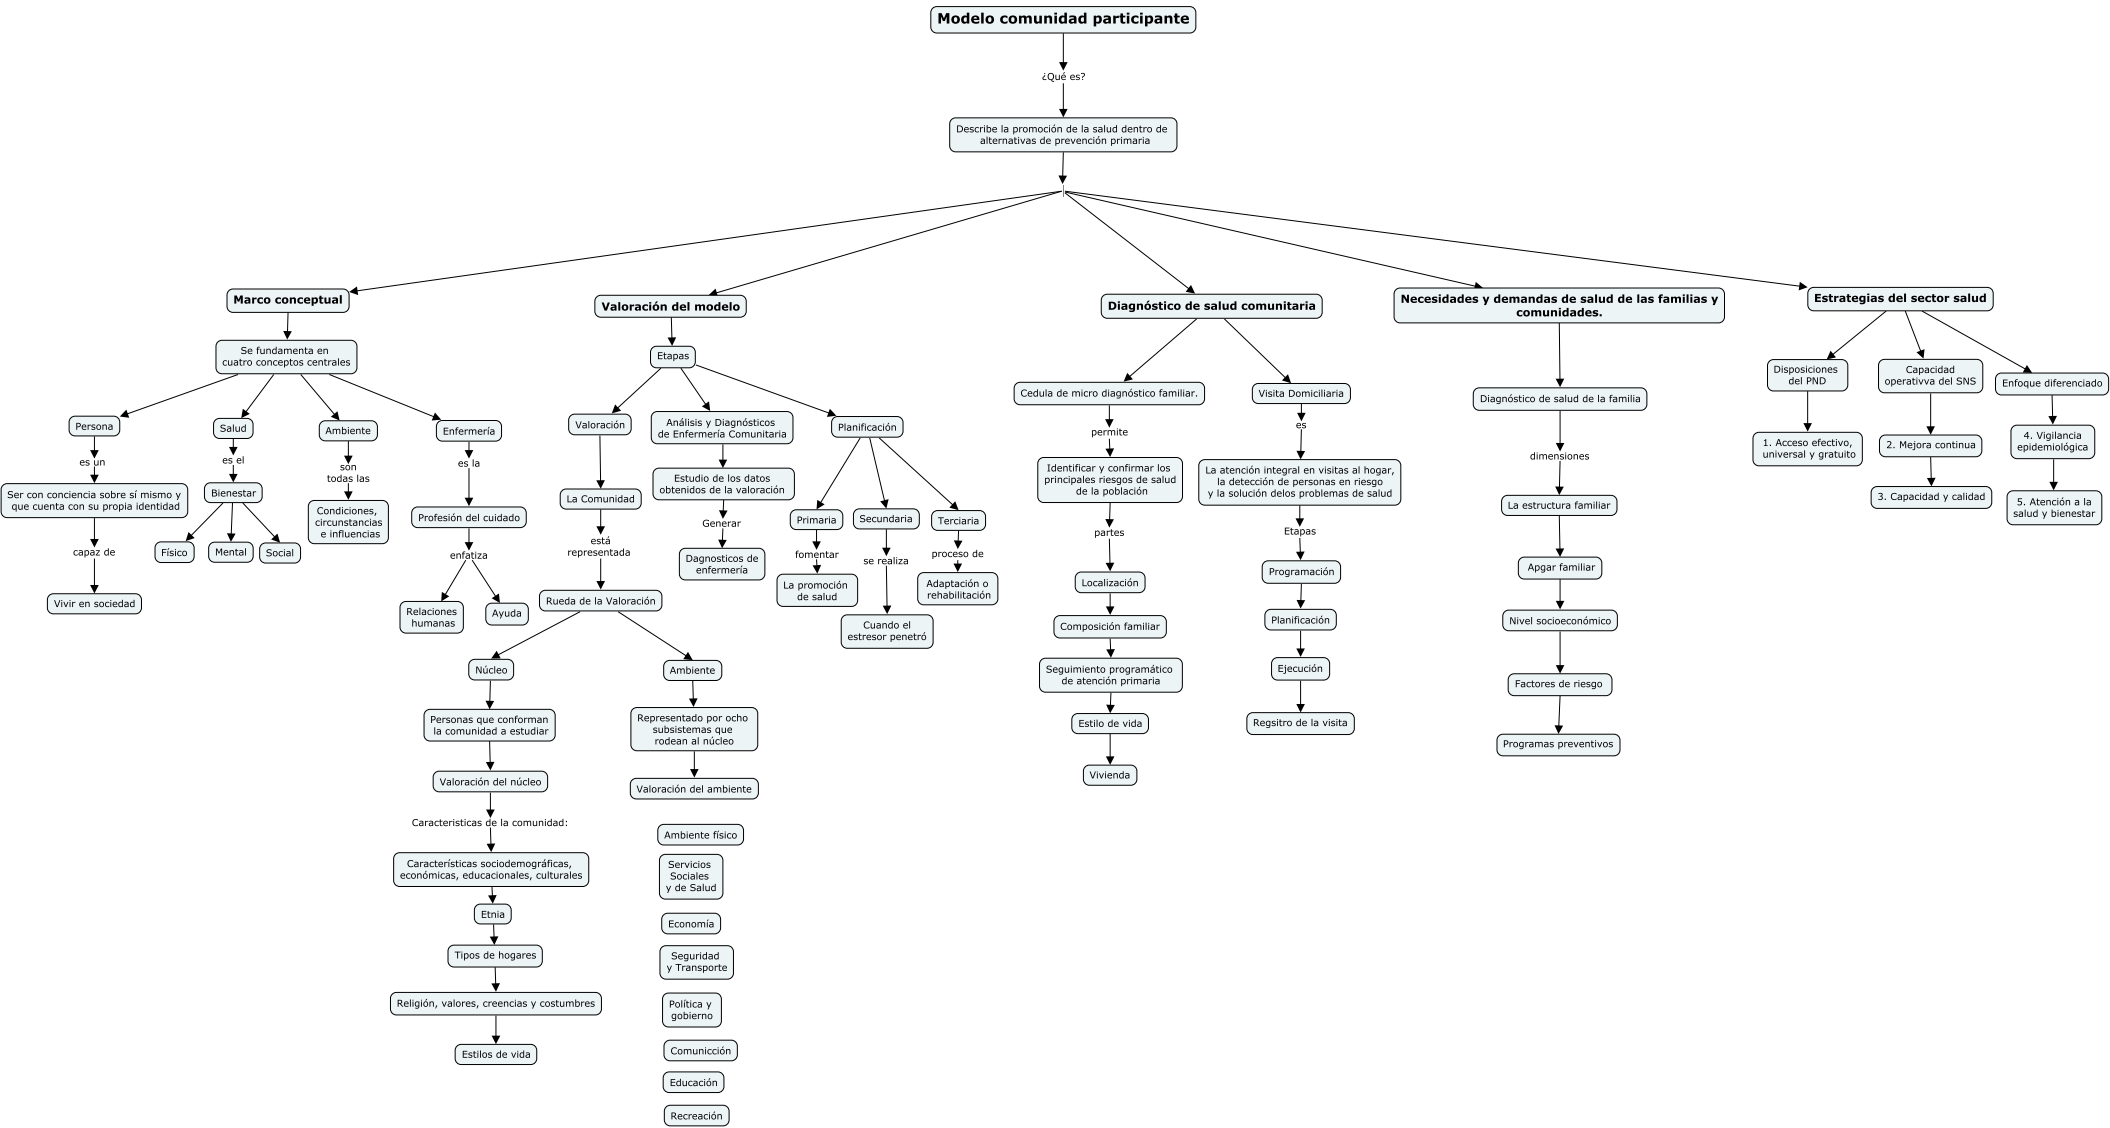 Modelo comunidad participante
¿Qué es?
Describe la promoción de la salud dentro de
alternativas de prevención primaria
Marco conceptual
Se fundamenta en
cuatro conceptos centrales
Persona
es un
Ser con conciencia sobre sí mismo y
que cuenta con su propia identidad
capaz de
Vivir en sociedad
Salud
es el
Bienestar
Físico
Mental
Social
Ambiente
son
todas las
Condiciones,
circunstancias
e influencias
Enfermería
es la
Profesión del cuidado
enfatiza
Relaciones
humanas
Ayuda
Valoración del modelo
Etapas
Valoración
La Comunidad
está
representada
Rueda de la Valoración
Núcleo
Personas que conforman
la comunidad a estudiar
Valoración del núcleo
Caracteristicas de la comunidad:
Características sociodemográficas,
económicas, educacionales, culturales
Etnia
Tipos de hogares
Religión, valores, creencias y costumbres
Estilos de vida
Ambiente
Representado por ocho
subsistemas que
rodean al núcleo
Valoración del ambiente
Ambiente físico
Servicios
Sociales
y de Salud
Economía
Seguridad
y Transporte
Política y
gobierno
Comunicción
Educación
Recreación
Análisis y Diagnósticos
de Enfermería Comunitaria
Estudio de los datos
obtenidos de la valoración
Generar
Dagnosticos de
enfermería
Planificación
Primaria
fomentar
La promoción
de salud
Secundaria
se realiza
Cuando el
estresor penetró
Terciaria
proceso de
Adaptación o
rehabilitación
Diagnóstico de salud comunitaria
Cedula de micro diagnóstico familiar.
permite
Identificar y confirmar los
principales riesgos de salud
de la población
partes
Localización
Composición familiar
Seguimiento programático
de atención primaria
Estilo de vida
Vivienda
Visita Domiciliaria
es
La atención integral en visitas al hogar,
la detección de personas en riesgo
y la solución delos problemas de salud
Etapas
Programación
Planificación
Ejecución
Regsitro de la visita
Necesidades y demandas de salud de las familias y
comunidades.
Diagnóstico de salud de la familia
dimensiones
La estructura familiar
Apgar familiar
Nivel socioeconómico
Factores de riesgo
Programas preventivos
Estrategias del sector salud
Disposiciones
del PND
1. Acceso efectivo,
universal y gratuito
Capacidad
operativva del SNS
2. Mejora continua
3. Capacidad y calidad
Enfoque diferenciado
4. Vigilancia
epidemiológica
5. Atención a la
salud y bienestar